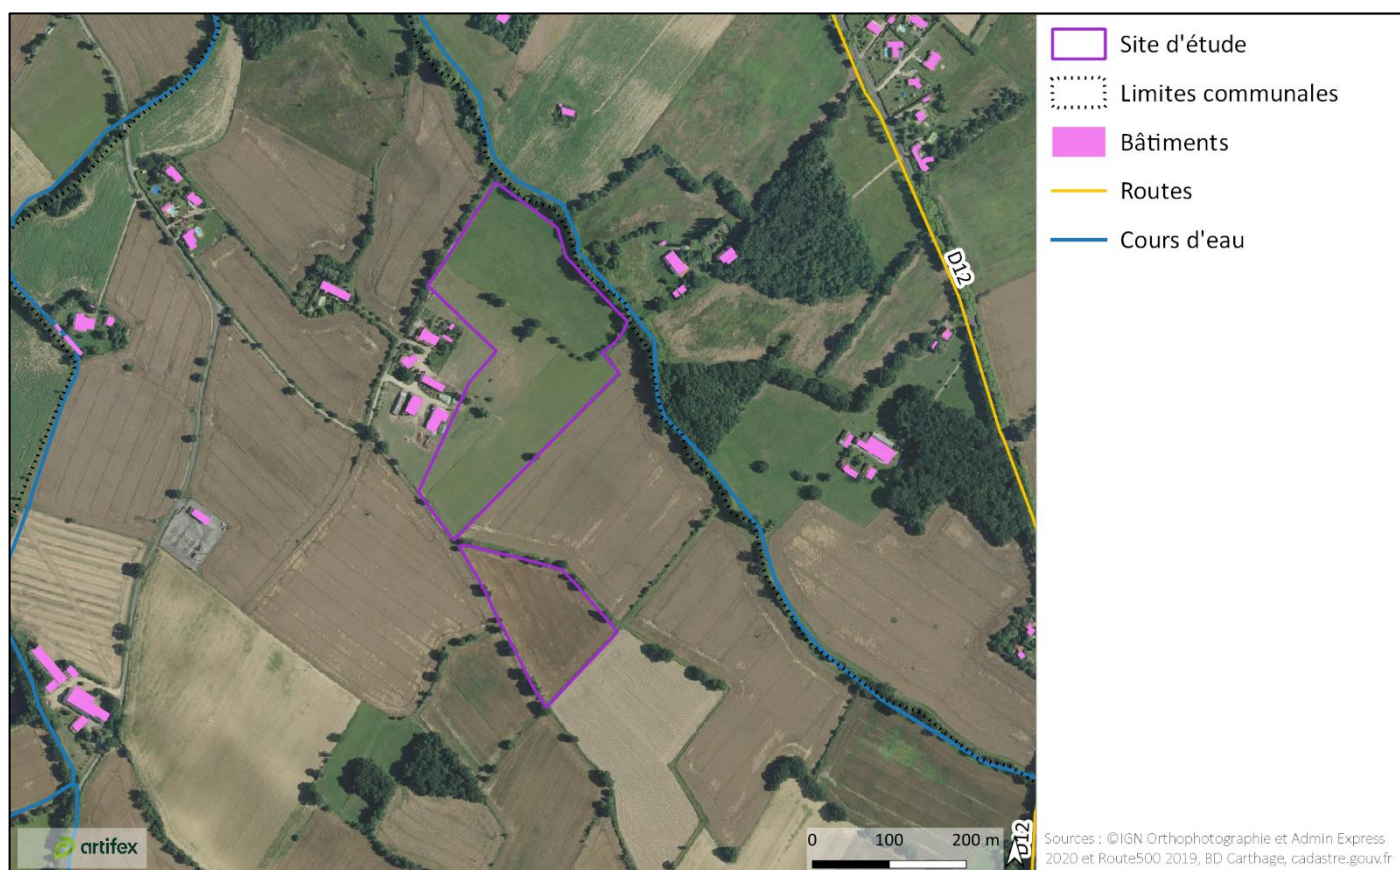 Site d'étude
Limites communales
Bâtiments
Routes
Cours d'eau
D12
D12
artifex
0 100 200 m
Sources : ©IGN Orthophotographie et Admin Express
2020 et Route500 2019, BD Carthage, cadastre.gouv.fr